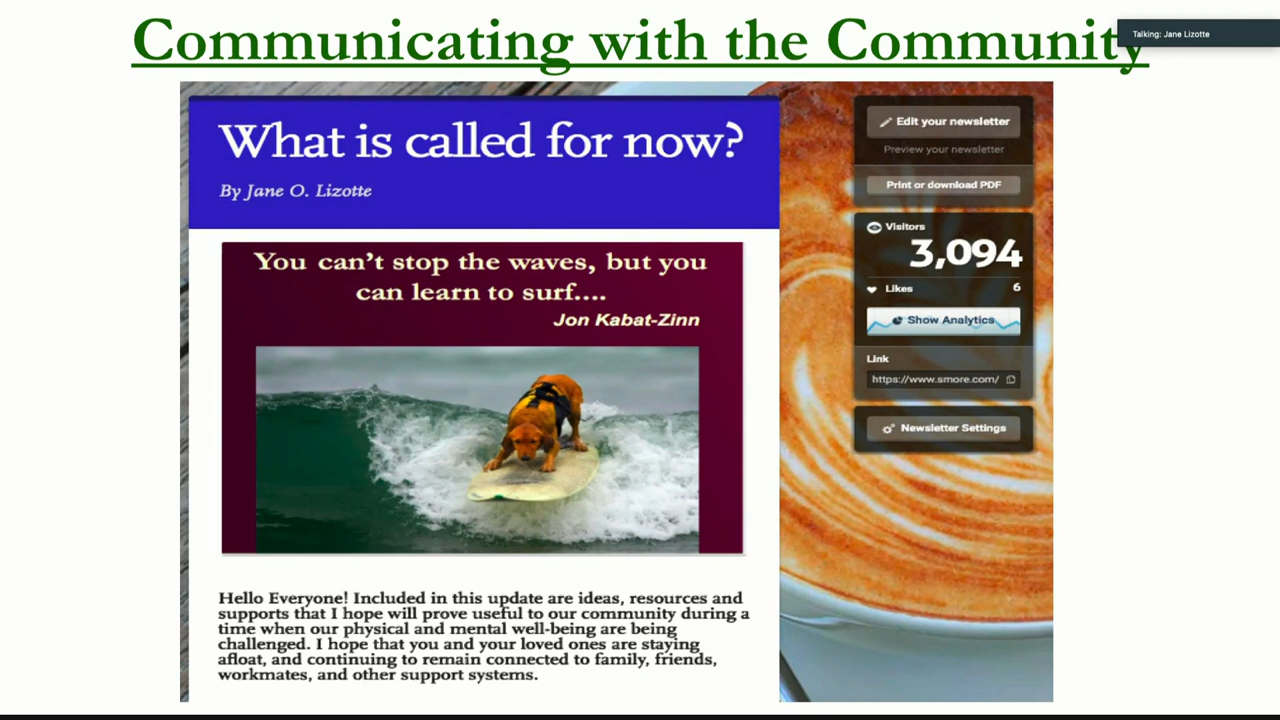 Communicating with the Community
Talking: Jane Lizotte
What is called for now?
By Jane O. Lizotte
You can't stop the waves, but you
can learn to surf....
Jon Kabat-Zinn
Hello Everyone! Included in this update are ideas, resources and
supports that I hope will prove useful to our community during a
time when our physical and mental well-being are being
challenged. I hope that you and your loved ones are staying
afloat, and continuing to remain connected to family, friends,
workmates, and other support systems.
Edit your newsletter
Preview your newsletter
Print or download PDF
Visitors
3,094
Likes 6
Show Analytics
Link
https://www.smore.com/
Newsletter Settings